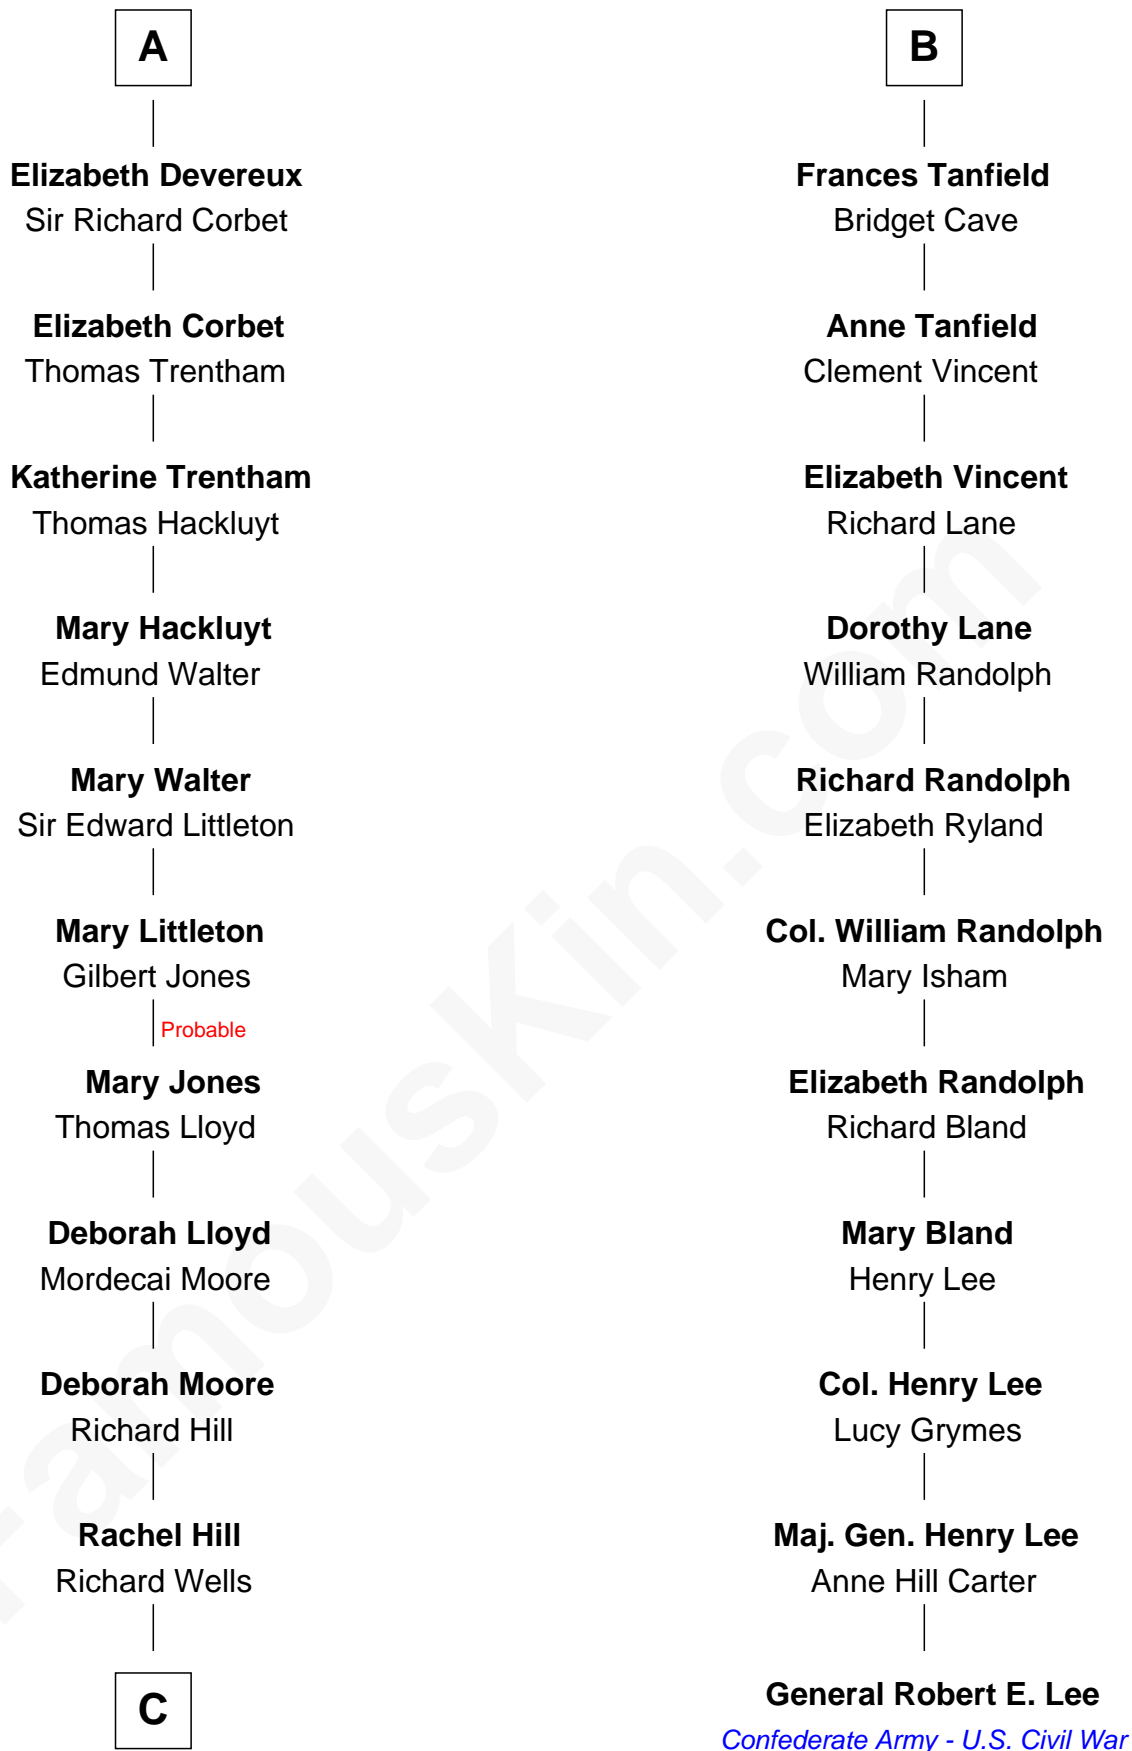 A
Elizabeth Devereux
Sir Richard Corbet
Elizabeth Corbet
Thomas Trentham
Katherine Trentham
Thomas Hackluyt
Mary Hackluyt
Edmund Walter
Mary Walter
Sir Edward Littleton
Mary Littleton
Gilbert Jones
Probable
Mary Jones
Thomas Lloyd
Deborah Lloyd
Mordecai Moore
Deborah Moore
Richard Hill
Rachel Hill
Richard Wells
C
B
Frances Tanfield
Bridget Cave
Anne Tanfield
Clement Vincent
Elizabeth Vincent
Richard Lane
Dorothy Lane
William Randolph
Richard Randolph
Elizabeth Ryland
Col. William Randolph
Mary Isham
Elizabeth Randolph
Richard Bland
Mary Bland
Henry Lee
Col. Henry Lee
Lucy Grymes
Maj. Gen. Henry Lee
Anne Hill Carter
General Robert E. Lee
Confederate Army - U.S. Civil War
FamousKin.com